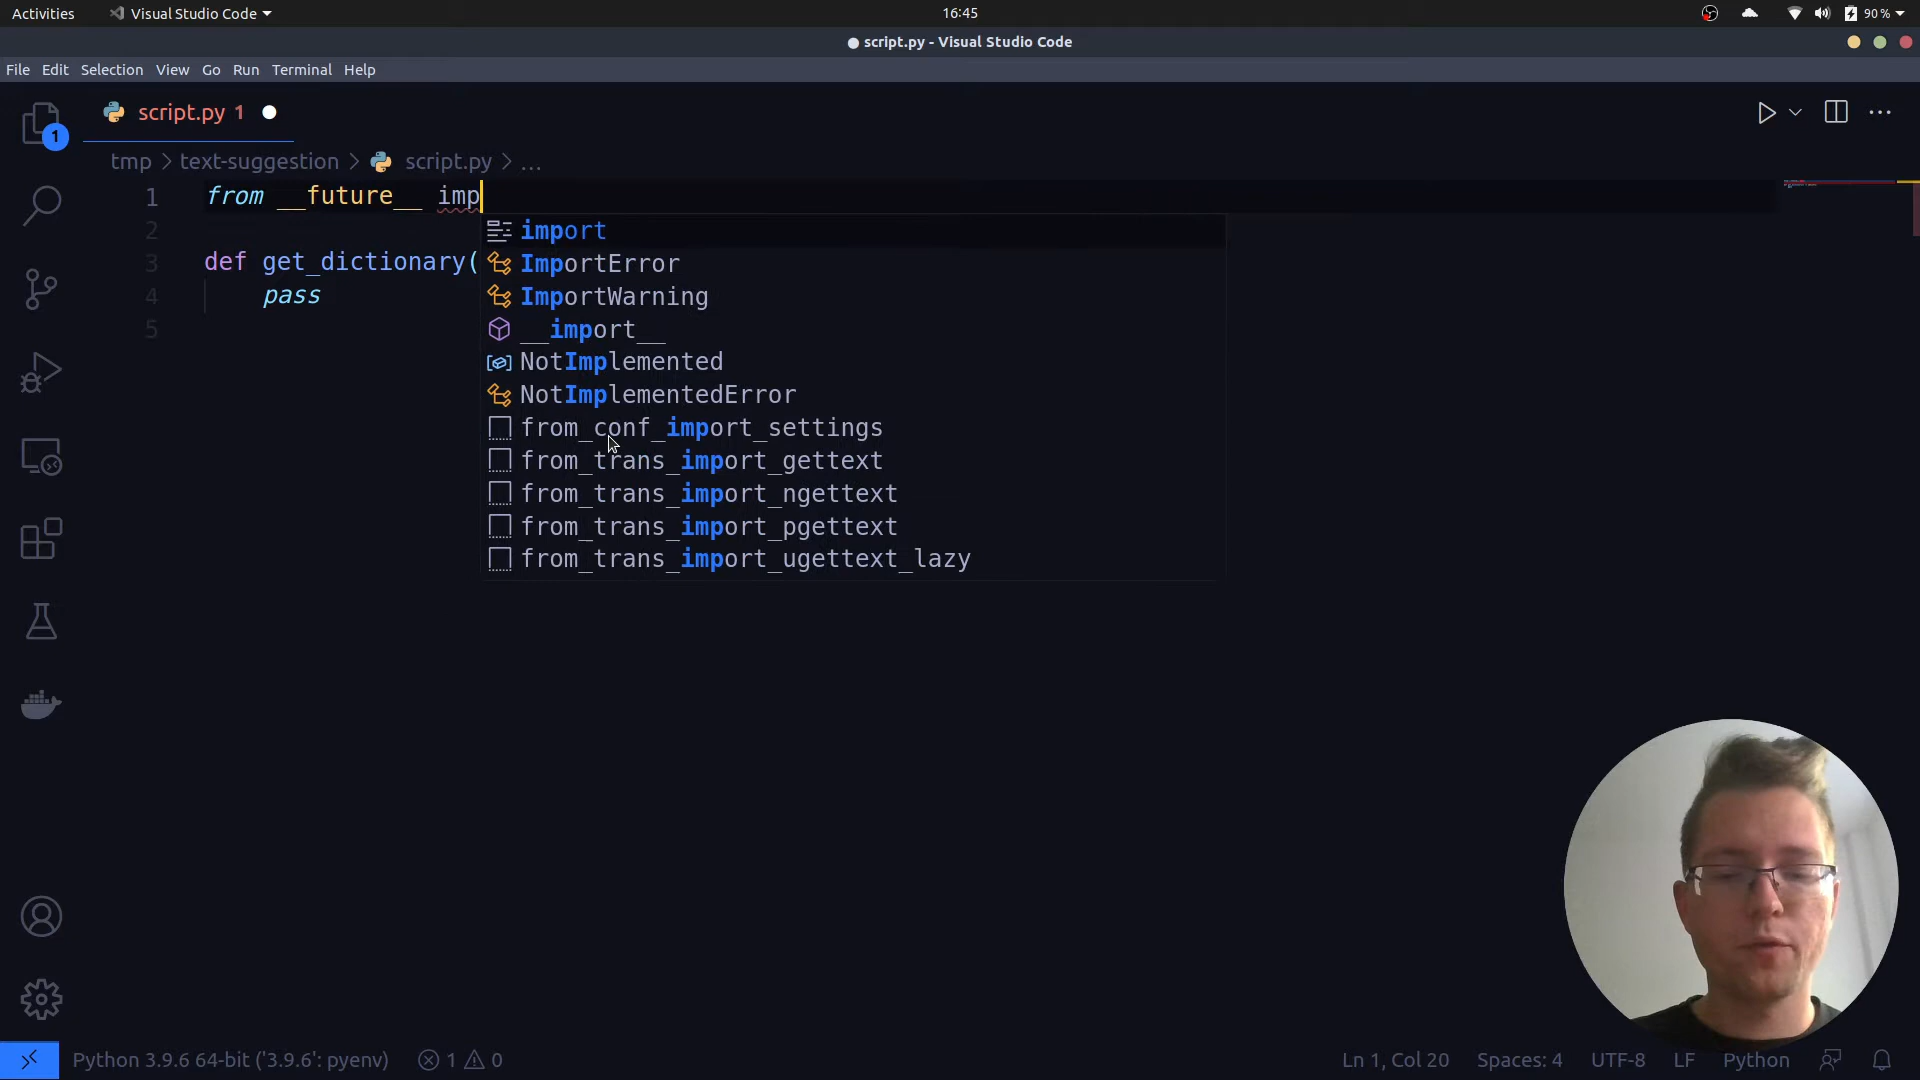 Activities Visual Studio Code 16:45 90 %
script.py - Visual Studio Code
File Edit Selection View Go Run Terminal Help
script.py 1
1
tmp > text-suggestion > script.py > ...
1 from __future__ imp
2
3 def get_dictionary(
4 pass
5
import
ImportError
ImportWarning
__import__
NotImplemented
NotImplementedError
from_conf_import_settings
from_trans_import_gettext
from_trans_import_ngettext
from_trans_import_pgettext
from_trans_import_ugettext_lazy
Python 3.9.6 64-bit ('3.9.6': pyenv) 1 0 Ln 1, Col 20 Spaces: 4 UTF-8 LF Python